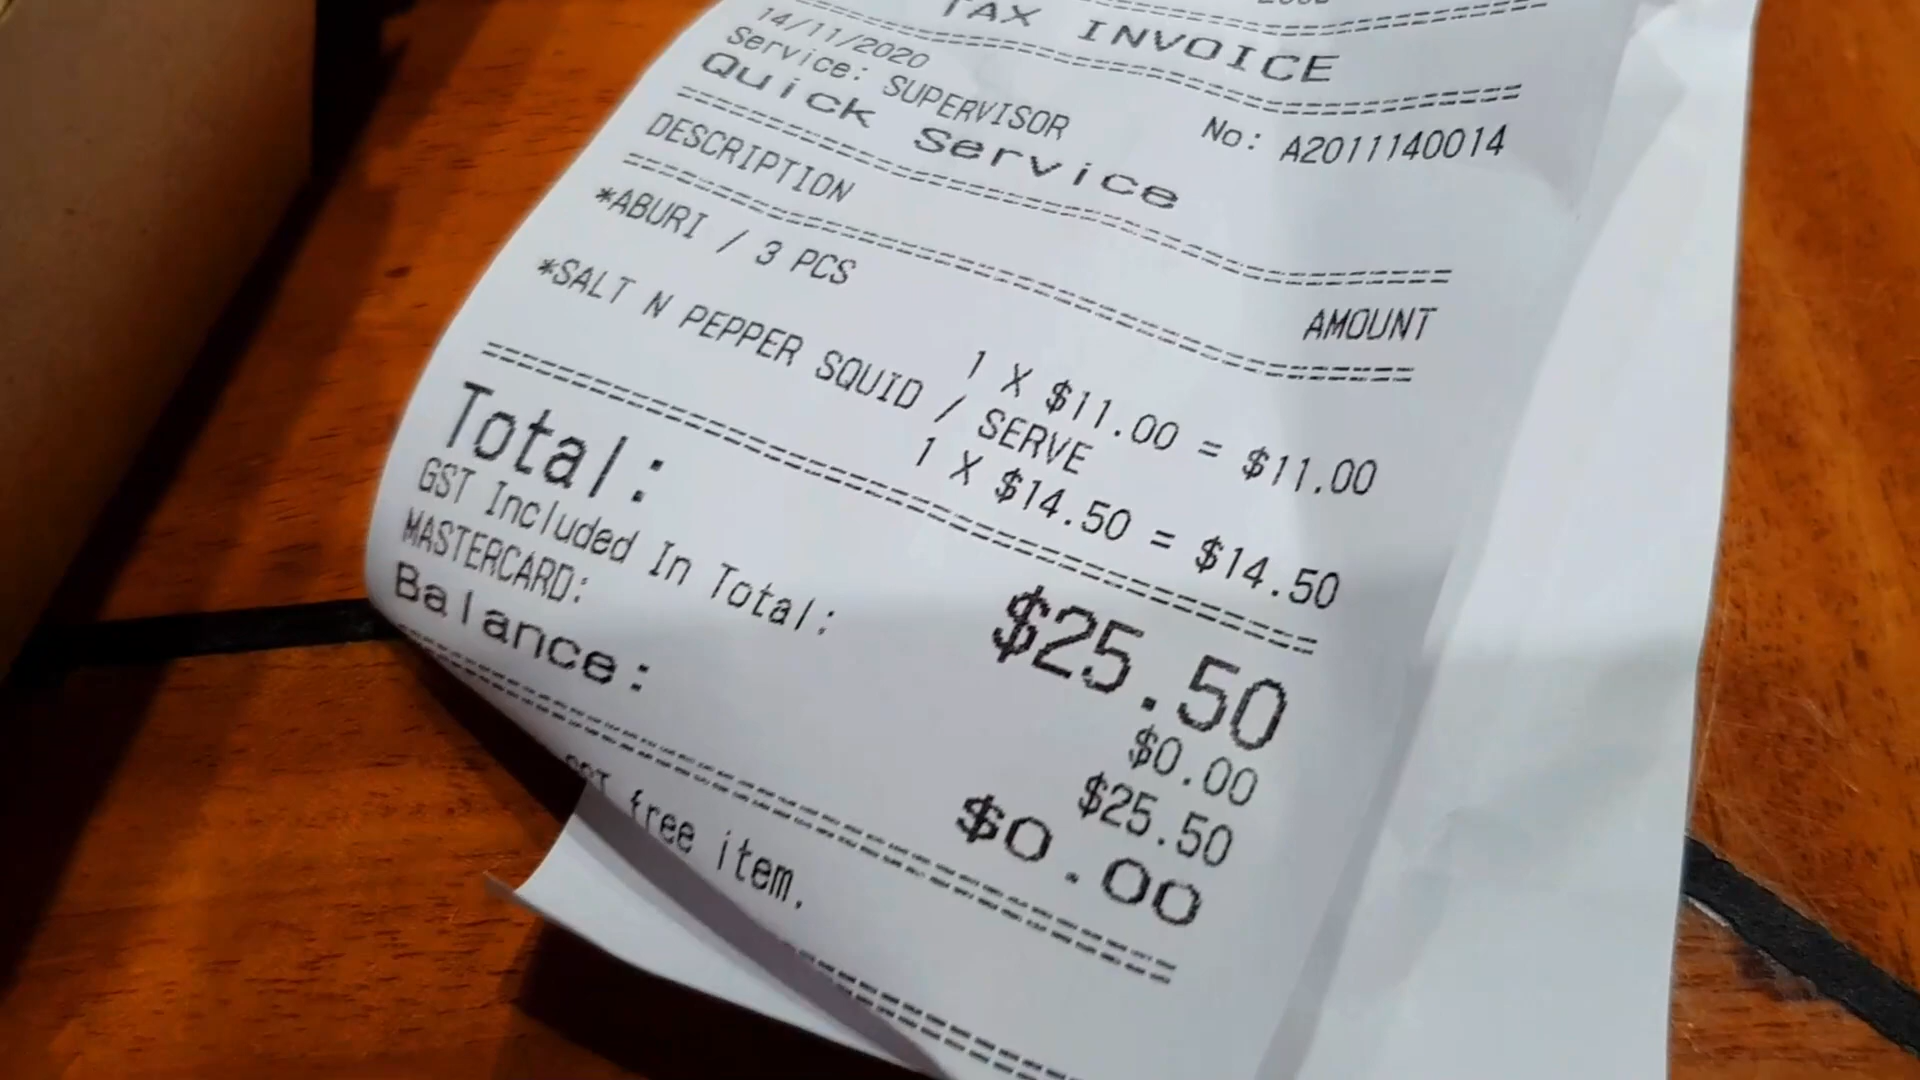 TAX INVOICE
14/11/2020
Service: SUPERVISOR No: A2011140014
Quick Service
DESCRIPTION AMOUNT
*ABURI / 3 PCS
1 X $11.00 = $11.00
*SALT N PEPPER SQUID / SERVE
1 X $14.50 = $14.50
Total: $25.50
GST Included In Total: $0.00
MASTERCARD: $25.50
Balance: $0.00
free item.